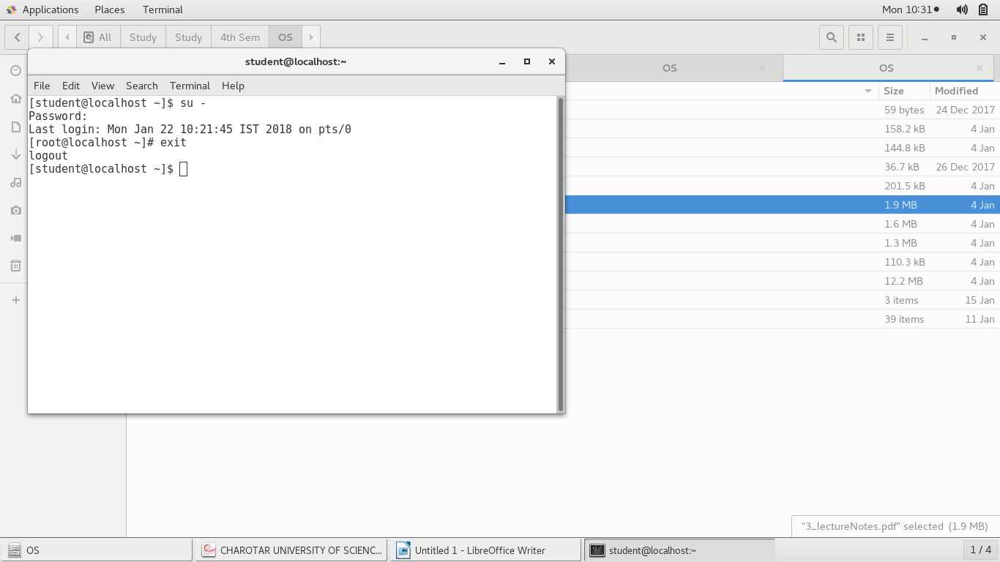 Applications Places Terminal Mon 10:31
All Study Study 4th Sem OS
student@localhost:~
OS OS
File Edit View Search Terminal Help
[student@localhost ~]$ su -
Password:
Last login: Mon Jan 22 10:21:45 IST 2018 on pts/0
[root@localhost ~]# exit
logout
[student@localhost ~]$
Size Modified
59 bytes 24 Dec 2017
158.2 kB 4 Jan
144.8 kB 4 Jan
36.7 kB 26 Dec 2017
201.5 kB 4 Jan
1.9 MB 4 Jan
1.6 MB 4 Jan
1.3 MB 4 Jan
110.3 kB 4 Jan
12.2 MB 4 Jan
3 items 15 Jan
39 items 11 Jan
“3_lectureNotes.pdf” selected (1.9 MB)
OS CHAROTAR UNIVERSITY OF SCIENC... Untitled 1 - LibreOffice Writer student@localhost:~ 1 / 4